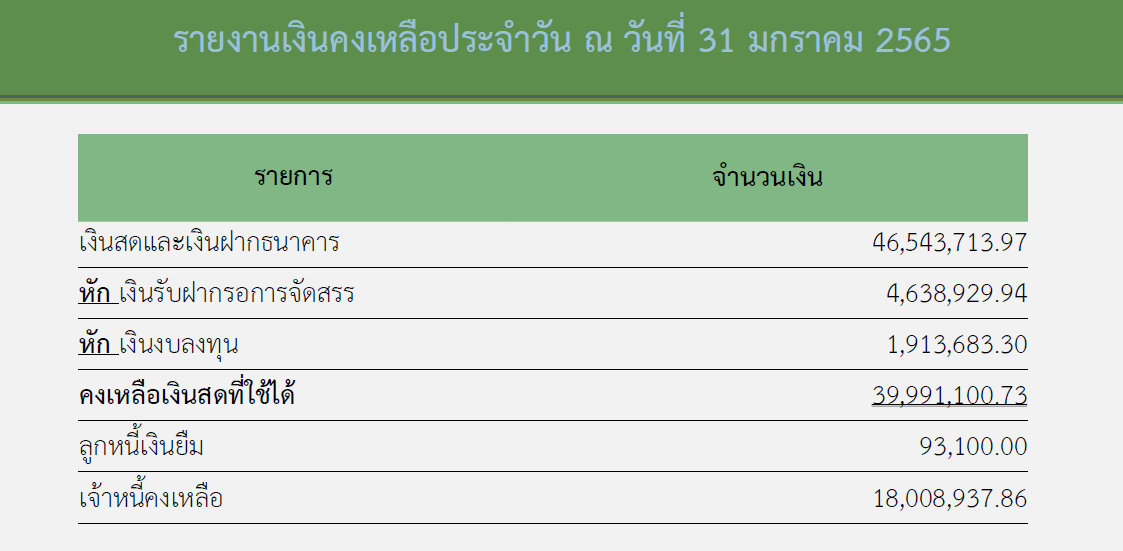 รายงานเงินคงเหลือประจำวัน ณ วันที่ 31 มกราคม 2565
รายการ จำนวนเงิน
เงินสดและเงินฝากธนาคาร 46,543,713.97
หัก เงินรับฝากรอการจัดสรร 4,638,929.94
หัก เงินงบลงทุน 1,913,683.30
คงเหลือเงินสดที่ใช้ได้ 39,991,100.73
ลูกหนี้เงินยืม 93,100.00
เจ้าหนี้คงเหลือ 18,008,937.86